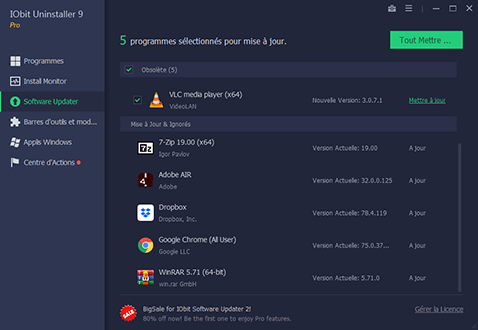 IObit Uninstaller 9
Pro
5 programmes sélectionnés pour mise à jour.
Tout Mettre ...
Programmes
Install Monitor
Software Updater
Barres d'outils et mod...
Applis Windows
Centre d'Actions
Obsolète (5)
VLC media player (x64)
VideoLAN
Nouvelle Version: 3.0.7.1
Mettre à jour
Mise à Jour & Ignorés
7-Zip 19.00 (x64)
Igor Pavlov
Version Actuelle: 19.00
A jour
Adobe AIR
Adobe
Version Actuelle: 32.0.0.125
A jour
Dropbox
Dropbox, Inc.
Version Actuelle: 78.4.119
A jour
Google Chrome (All User)
Google LLC
Version Actuelle: 75.0.37...
A jour
WinRAR 5.71 (64-bit)
win.rar GmbH
Version Actuelle: 5.71.0
A jour
SALE
BigSale for IObit Software Updater 2!
80% off now! Be the first to enjoy Pro features.
Gérer la Licence